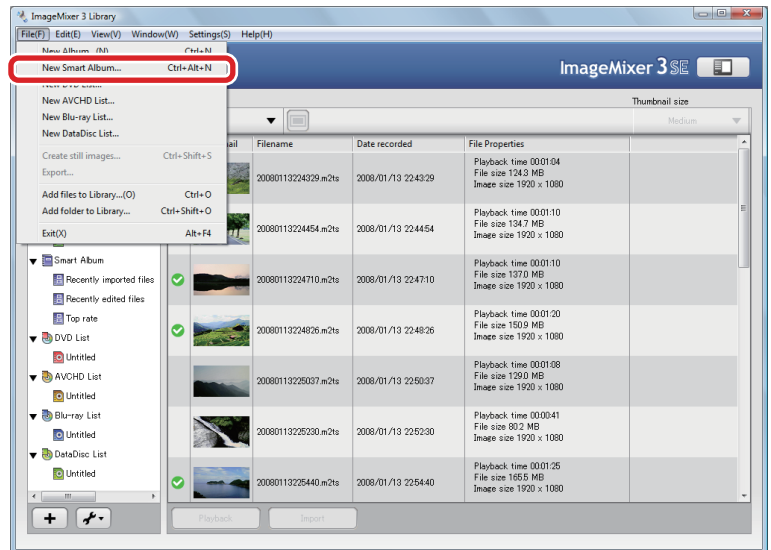 ImageMixer 3 Library
File(F) Edit(E) View(V) Window(W) Settings(S) Help(H)
New Album...(N) Ctrl+N
New Smart Album... Ctrl+Alt+N
ImageMixer 3 SE
New DVD List...
New AVCHD List...
Thumbnail size
New Blu-ray List...
Medium
New DataDisc List...
Filename Date recorded File Properties
Create still images... Ctrl+Shift+S
Export...
Add files to Library...(O) Ctrl+O
Add folder to Library... Ctrl+Shift+O
Exit(X) Alt+F4
20080113224329.m2ts 2008/01/13 22:43:29
Playback time 00:01:04
File size 124.3 MB
Image size 1920 x 1080
20080113224454.m2ts 2008/01/13 22:44:54
Playback time 00:01:10
File size 134.7 MB
Image size 1920 x 1080
Smart Album
Recently imported files
Recently edited files
Top rate
DVD List
Untitled
AVCHD List
Untitled
Blu-ray List
Untitled
DataDisc List
Untitled
20080113224710.m2ts 2008/01/13 22:47:10
Playback time 00:01:10
File size 137.0 MB
Image size 1920 x 1080
20080113224826.m2ts 2008/01/13 22:48:26
Playback time 00:01:20
File size 150.9 MB
Image size 1920 x 1080
20080113225037.m2ts 2008/01/13 22:50:37
Playback time 00:01:08
File size 129.0 MB
Image size 1920 x 1080
20080113225230.m2ts 2008/01/13 22:52:30
Playback time 00:00:41
File size 80.2 MB
Image size 1920 x 1080
20080113225440.m2ts 2008/01/13 22:54:40
Playback time 00:01:25
File size 165.5 MB
Image size 1920 x 1080
Playback Import